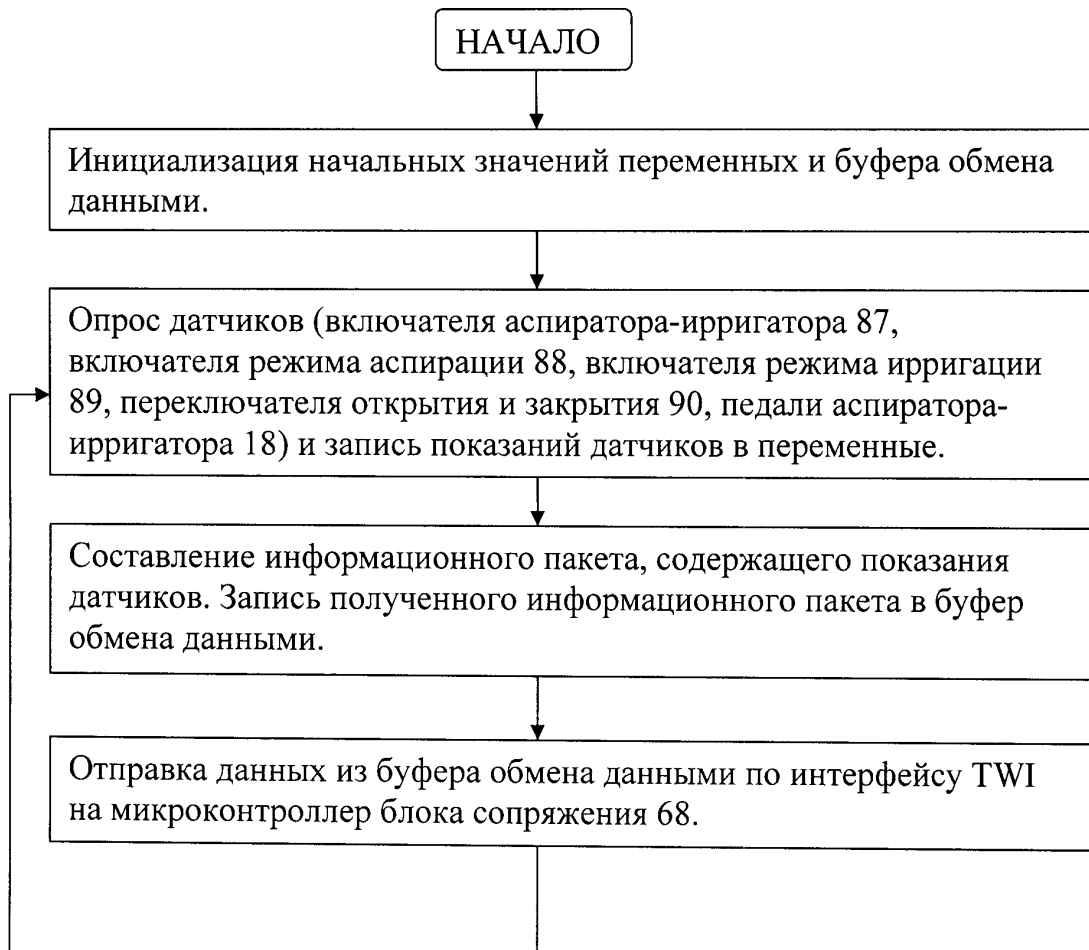 НАЧАЛО
Инициализация начальных значений переменных и буфера обмена
данными.
Опрос датчиков (включателя аспиратора-ирригатора 87,
включателя режима аспирации 88, включателя режима ирригации
89, переключателя открытия и закрытия 90, педали аспиратора-
ирригатора 18) и запись показаний датчиков в переменные.
Составление информационного пакета, содержащего показания
датчиков. Запись полученного информационного пакета в буфер
обмена данными.
Отправка данных из буфера обмена данными по интерфейсу TWI
на микроконтроллер блока сопряжения 68.